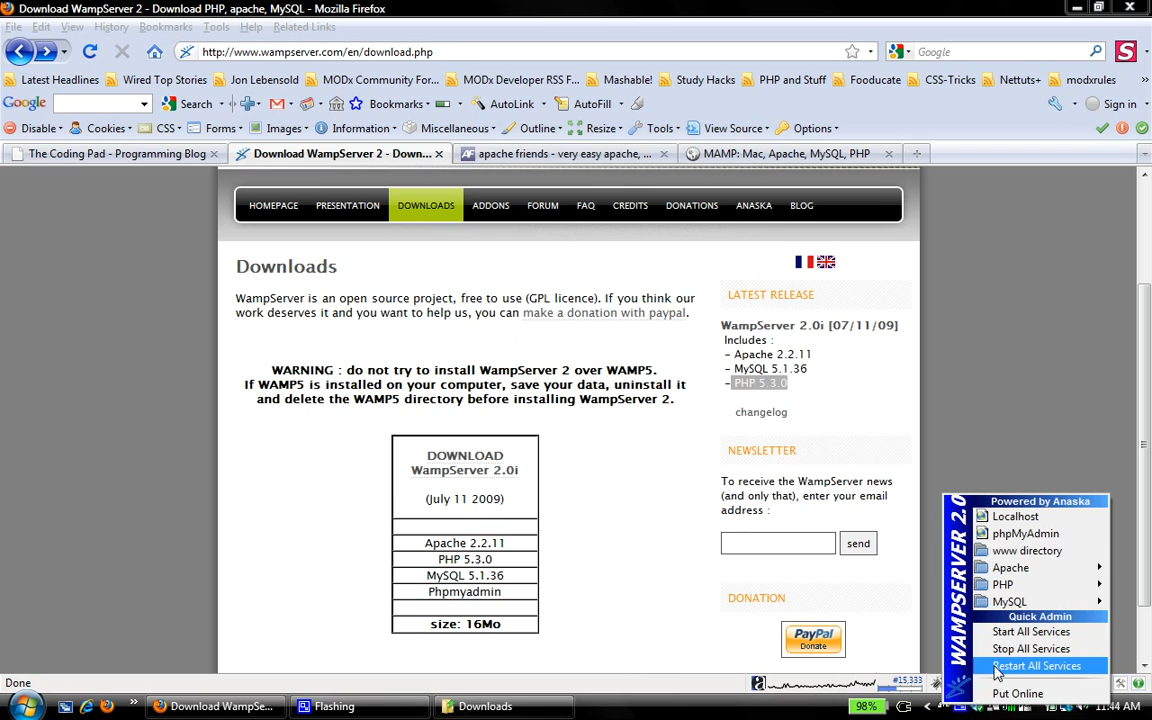 Download WampServer 2 - Download PHP, apache, MySQL - Mozilla Firefox
File Edit View History Bookmarks Tools Help Related Links
http://www.wampserver.com/en/download.php
Google
Latest Headlines Wired Top Stories Jon Lebensold MODx Community For... MODx Developer RSS F... Mashable! Study Hacks PHP and Stuff Fooducate CSS-Tricks Nettuts+ modxrules
Google Search Bookmarks AutoLink AutoFill Sign in
Disable Cookies CSS Forms Images Information Miscellaneous Outline Resize Tools View Source Options
The Coding Pad - Programming Blog Download WampServer 2 - Down... apache friends - very easy apache, ... MAMP: Mac, Apache, MySQL, PHP
HOMEPAGE PRESENTATION DOWNLOADS ADDONS FORUM FAQ CREDITS DONATIONS ANASKA BLOG
Downloads
WampServer is an open source project, free to use (GPL licence). If you think our
work deserves it and you want to help us, you can make a donation with paypal.
WARNING : do not try to install WampServer 2 over WAMP5.
If WAMP5 is installed on your computer, save your data, uninstall it
and delete the WAMP5 directory before installing WampServer 2.
DOWNLOAD
WampServer 2.0i
(July 11 2009)
Apache 2.2.11
PHP 5.3.0
MySQL 5.1.36
Phpmyadmin
size: 16Mo
LATEST RELEASE
WampServer 2.0i [07/11/09]
Includes :
- Apache 2.2.11
- MySQL 5.1.36
- PHP 5.3.0
changelog
NEWSLETTER
To receive the WampServer news
(and only that), enter your email
address :
send
DONATION
PayPal
Donate
WAMPSERVER 2.0
Powered by Anaska
Localhost
phpMyAdmin
www directory
Apache
PHP
MySQL
Quick Admin
Start All Services
Stop All Services
Restart All Services
Put Online
Done
#15,333
Download WampSe... Flashing Downloads
98%
11:44 AM